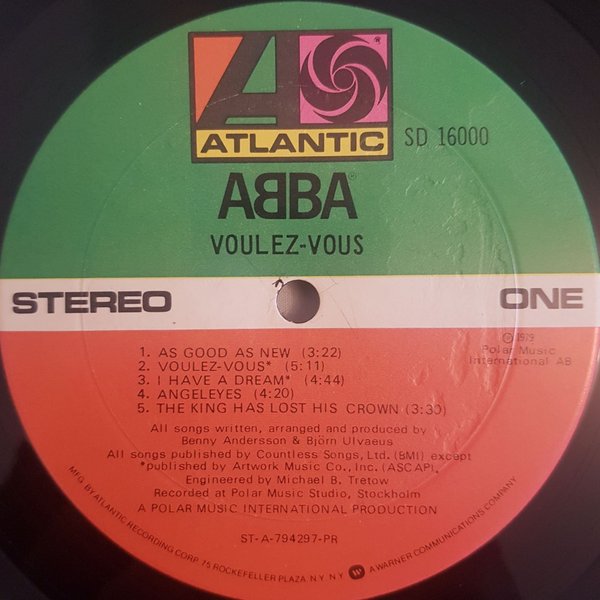 ATLANTIC
SD 16000
ABBA®
VOULEZ-VOUS
STEREO
ONE
℗ 1979
Polar Music
International AB
1. AS GOOD AS NEW (3:22)
2. VOULEZ-VOUS* (5:11)
3. I HAVE A DREAM* (4:44)
4. ANGELEYES (4:20)
5. THE KING HAS LOST HIS CROWN (3:30)
All songs written, arranged and produced by
Benny Andersson & Björn Ulvaeus
All songs published by Countless Songs, Ltd. (BMI) except
*published by Artwork Music Co., Inc. (ASCAP).
Engineered by Michael B. Tretow
Recorded at Polar Music Studio, Stockholm
A POLAR MUSIC INTERNATIONAL PRODUCTION
ST-A-794297-PR
MFG. BY ATLANTIC RECORDING CORP. 75 ROCKEFELLER PLAZA. N.Y. N.Y. A WARNER COMMUNICATIONS COMPANY